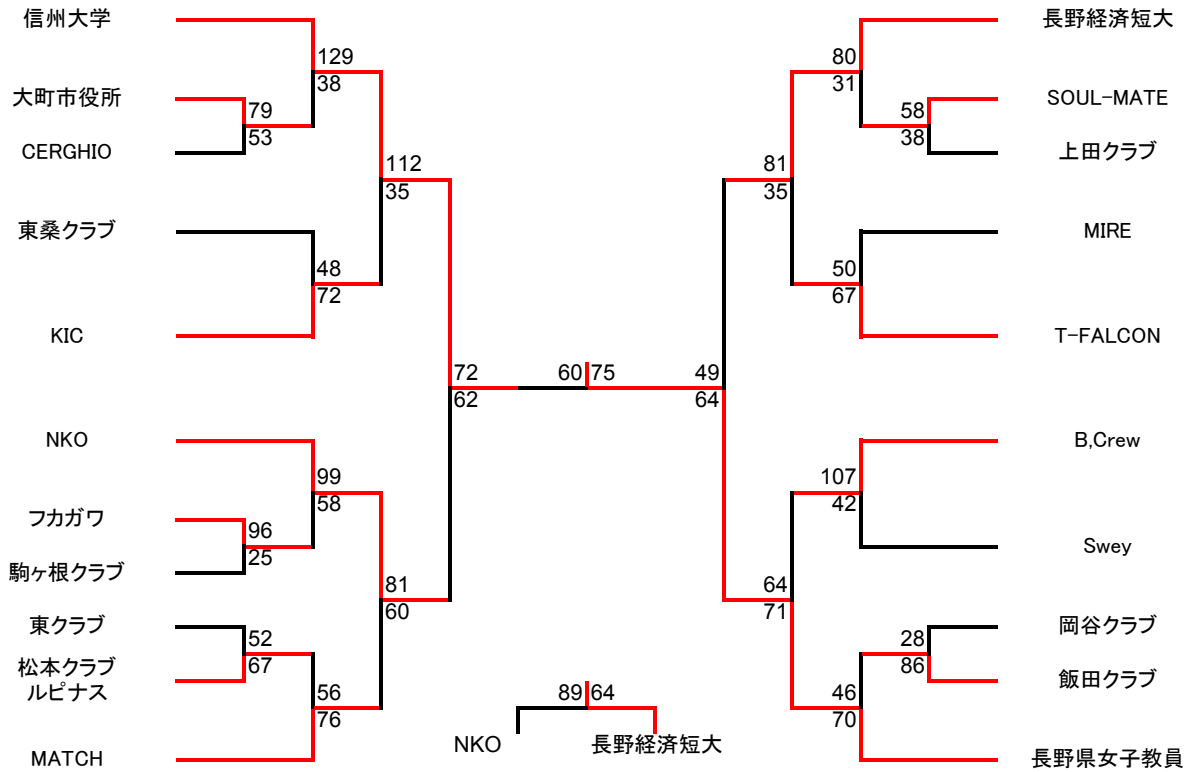 信州大学
長野経済短大
129
80
38
31
大町市役所
SOUL-MATE
79
58
53
38
CERGHIO
上田クラブ
112
81
35
35
東桑クラブ
MIRE
48
50
72
67
KIC
T-FALCON
72
60
75
49
62
64
NKO
B,Crew
99
107
58
42
フカガワ
96
25
Swey
駒ヶ根クラブ
81
64
60
71
東クラブ
岡谷クラブ
52
28
67
86
松本クラブ
ルピナス
飯田クラブ
56
89
64
46
76
70
NKO
長野経済短大
MATCH
長野県女子教員